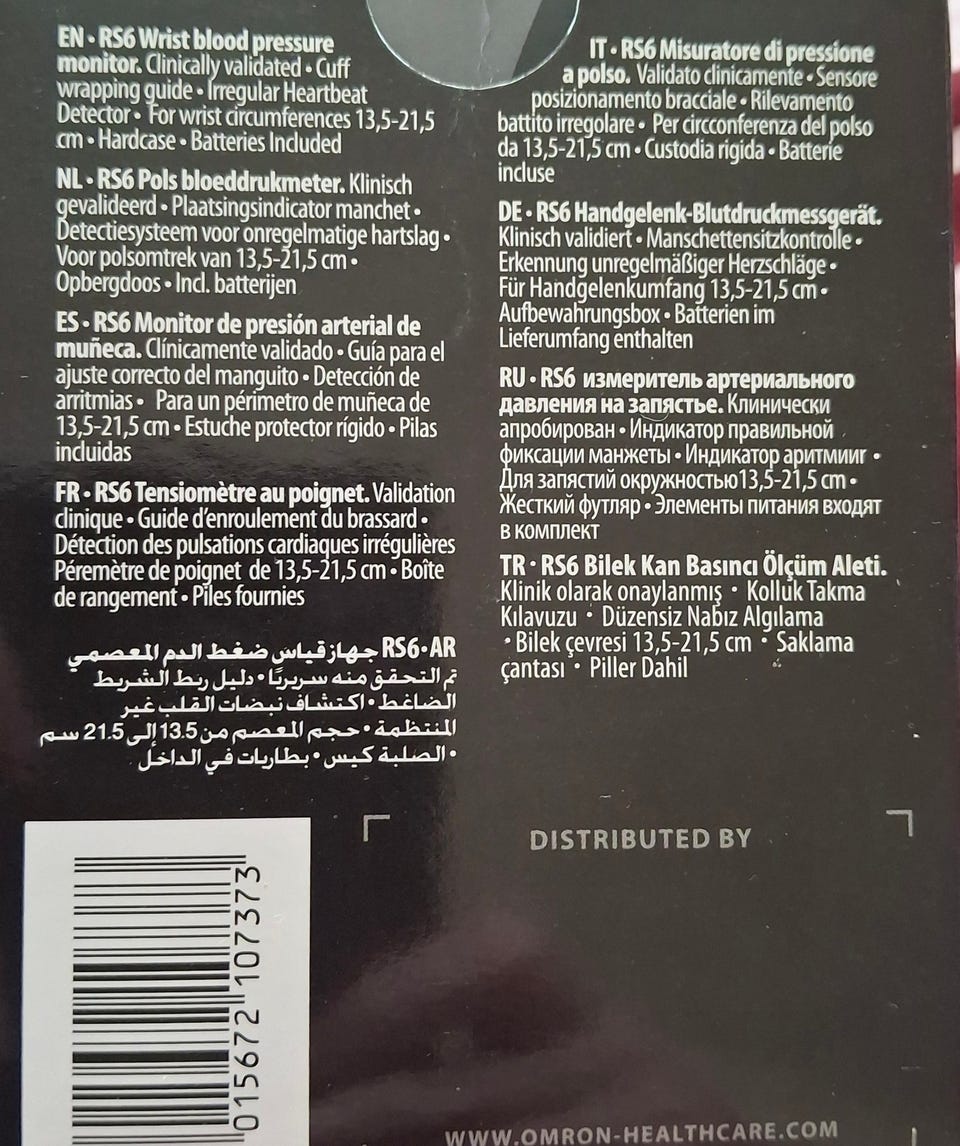 EN • RS6 Wrist blood pressure
monitor. Clinically validated • Cuff
wrapping guide • Irregular Heartbeat
Detector • For wrist circumferences 13,5-21,5
cm • Hardcase • Batteries Included
NL • RS6 Pols bloeddrukmeter. Klinisch
gevalideerd • Plaatsingsindicator manchet •
Detectiesysteem voor onregelmatige hartslag •
Voor polsomtrek van 13,5-21,5 cm •
Opbergdoos • Incl. batterijen
ES • RS6 Monitor de presión arterial de
muñeca. Clínicamente validado • Guía para el
ajuste correcto del manguito • Detección de
arritmias • Para un périmetro de muñeca de
13,5-21,5 cm • Estuche protector rígido • Pilas
incluidas
FR • RS6 Tensiomètre au poignet. Validation
clinique • Guide d'enroulement du brassard •
Détection des pulsations cardiaques irrégulières
Péremètre de poignet de 13,5-21,5 cm • Boîte
de rangement • Piles fournies
RS6•AR جهاز قياس ضغط الدم المعصمي
تم التحقق منه سريريًا • دليل ربط الشريط
الضاغط • اكتشاف نبضات القلب غير
المنتظمة • حجم المعصم من 13.5 إلى 21.5 سم
• الصلبة كيس • بطاريات في الداخل
IT • RS6 Misuratore di pressione
a polso. Validato clinicamente • Sensore
posizionamento bracciale • Rilevamento
battito irregolare • Per circconferenza del polso
da 13,5-21,5 cm • Custodia rigida • Batterie
incluse
DE • RS6 Handgelenk-Blutdruckmessgerät.
Klinisch validiert • Manschettensitzkontrolle •
Erkennung unregelmäßiger Herzschläge •
Für Handgelenkumfang 13,5-21,5 cm •
Aufbewahrungsbox • Batterien im
Lieferumfang enthalten
RU • RS6 измеритель артериального
давления на запястье. Клинически
апробирован • Индикатор правильной
фиксации манжеты • Индикатор аритмииг •
Для запястий окружностью13,5-21,5 cm •
Жесткий футляр • Элементы питания входят
в комплект
TR • RS6 Bilek Kan Basıncı Ölçüm Aleti.
Klinik olarak onaylanmış • Kolluk Takma
Kılavuzu • Düzensiz Nabız Algılama
• Bilek çevresi 13,5-21,5 cm • Saklama
çantası • Piller Dahil
015672 107373
DISTRIBUTED BY
WWW.OMRON-HEALTHCARE.COM